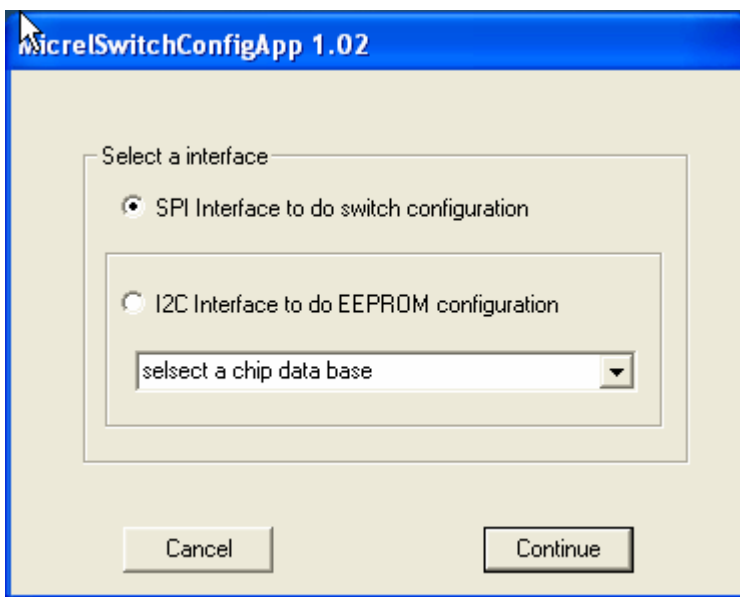 MicrelSwitchConfigApp 1.02
Select a interface
SPI Interface to do switch configuration
I2C Interface to do EEPROM configuration
selsect a chip data base
Cancel Continue